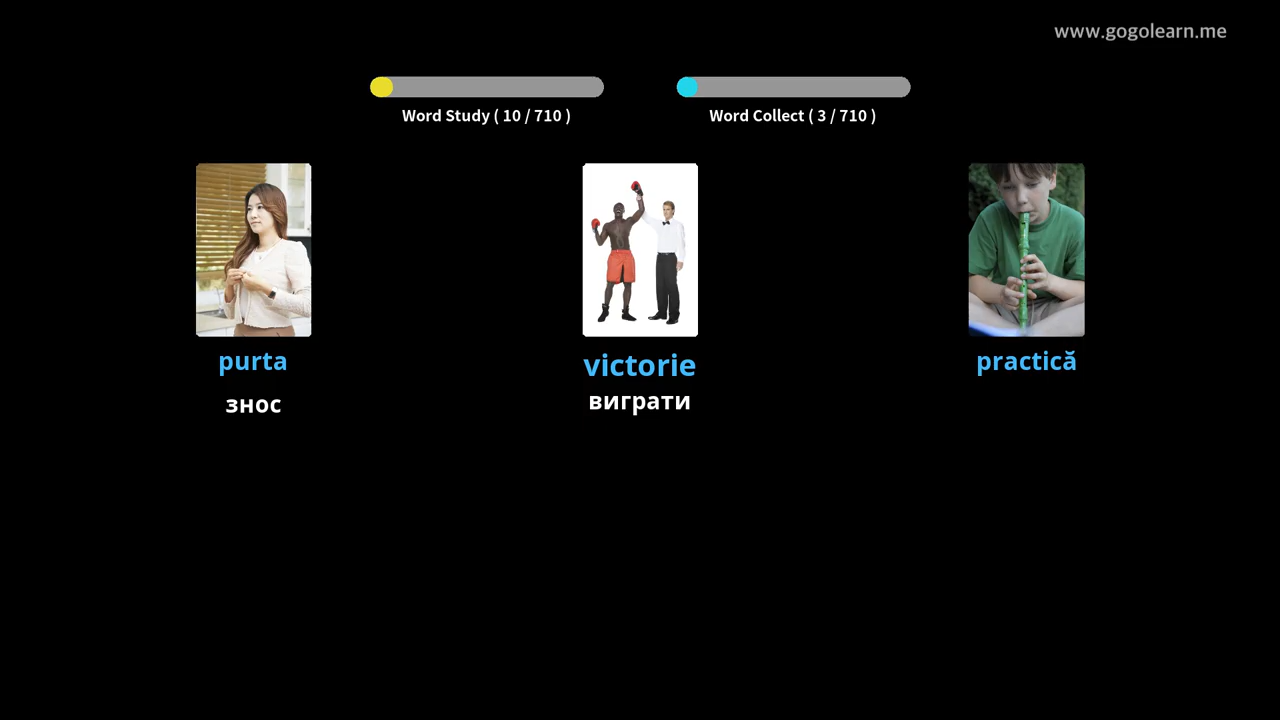 www.gogolearn.me
Word Study ( 10 / 710 )
Word Collect ( 3 / 710 )
purta
знос
victorie
виграти
practică